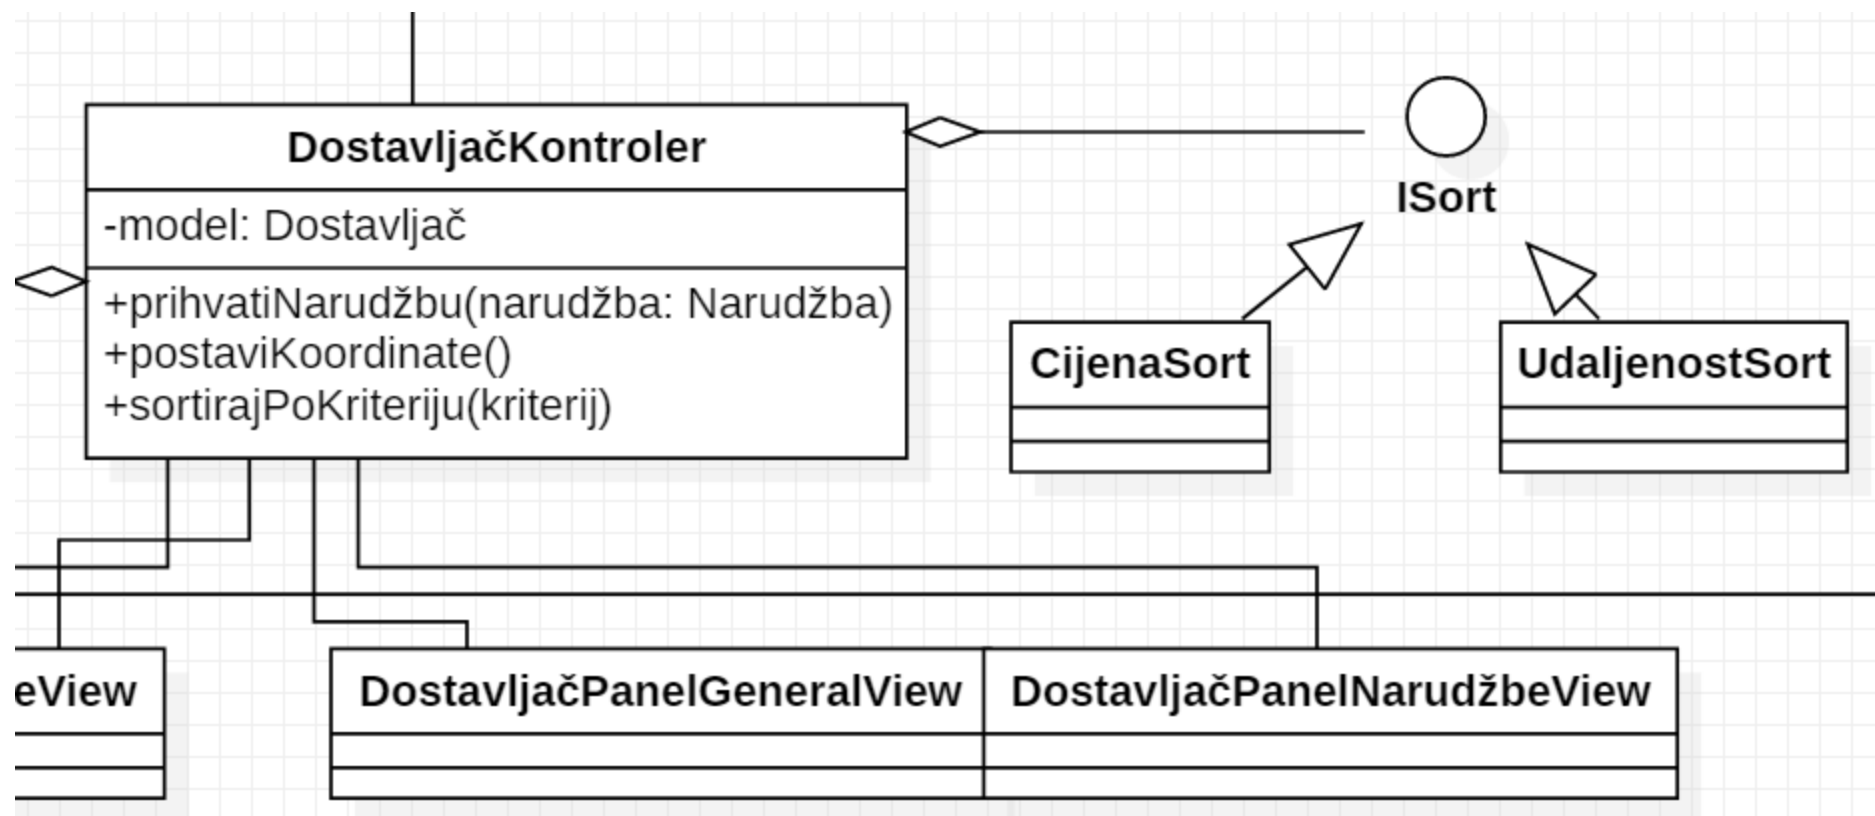 DostavljačKontroler
-model: Dostavljač
+prihvatiNarudžbu(narudžba: Narudžba)
+postaviKoordinate()
+sortirajPoKriteriju(kriterij)
ISort
CijenaSort
UdaljenostSort
eView
DostavljačPanelGeneralView
DostavljačPanelNarudžbeView